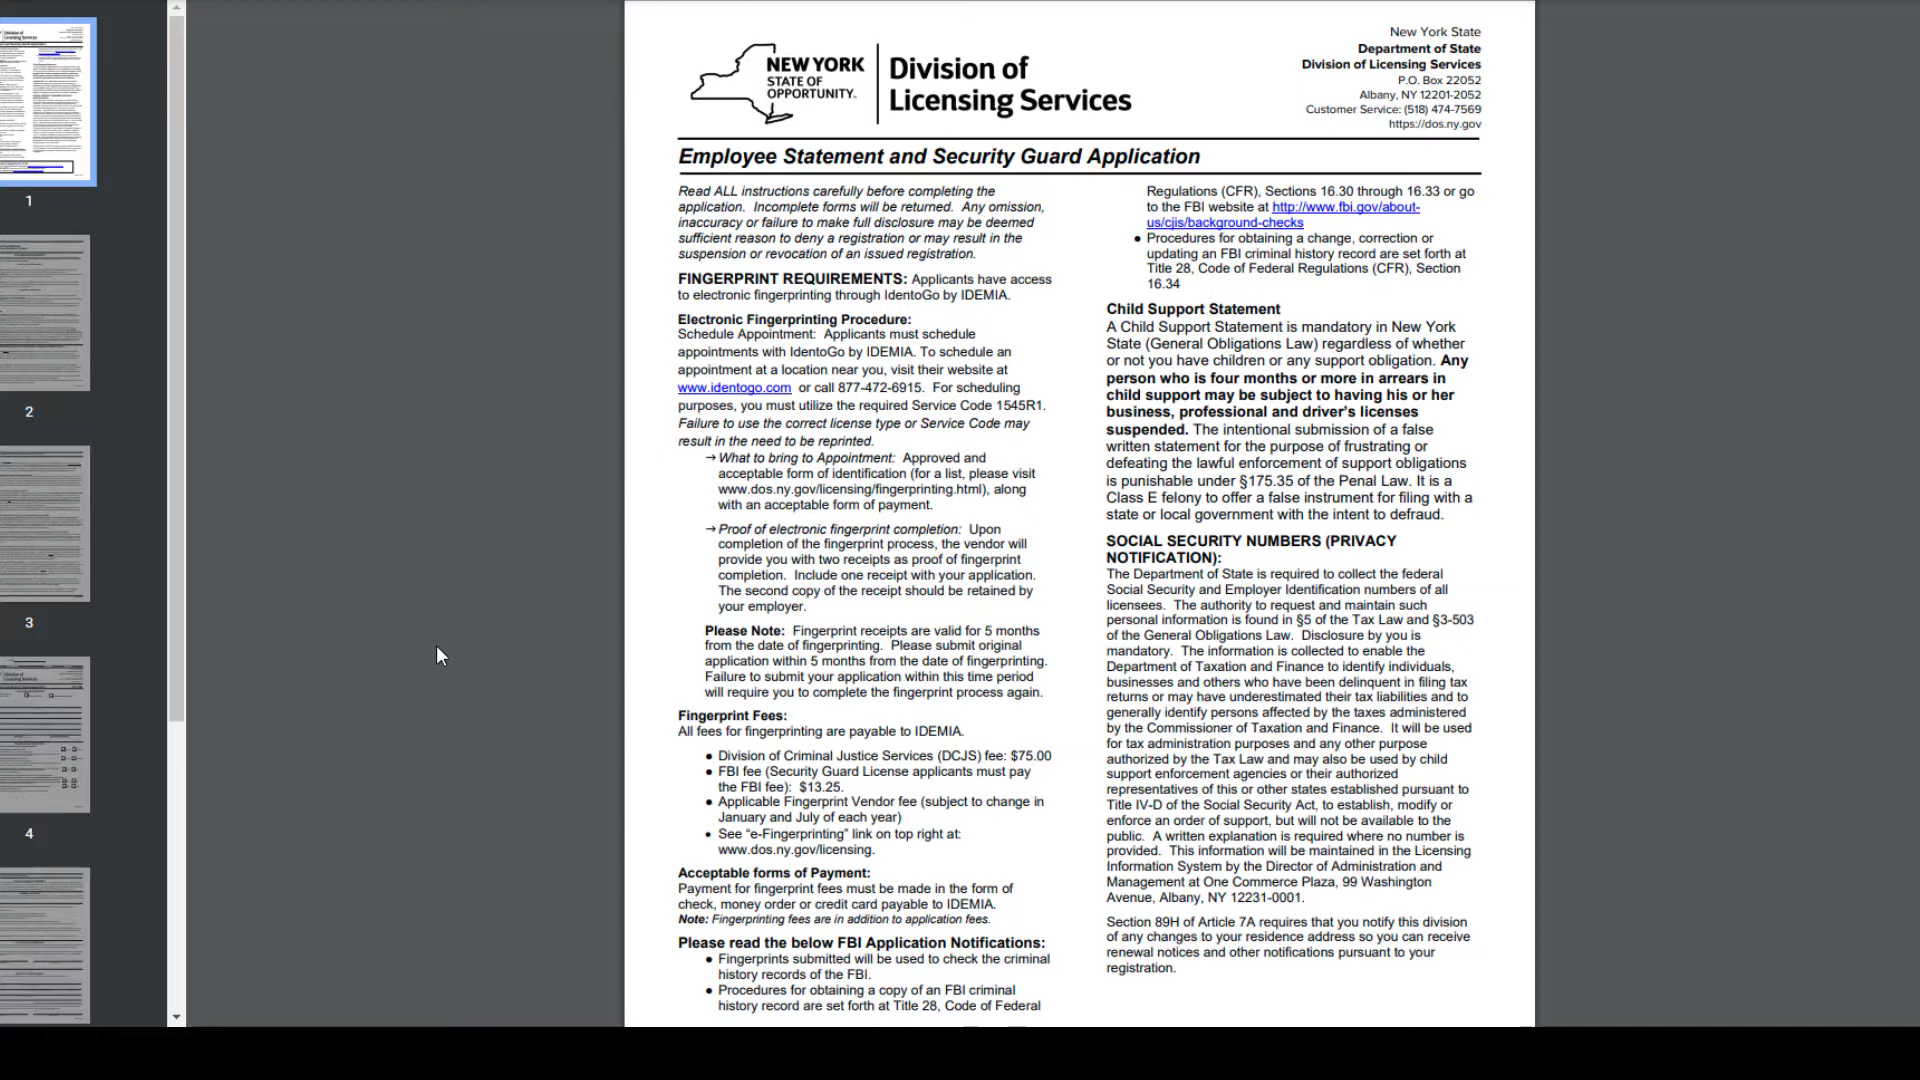 New York State
Department of State
Division of Licensing Services
P.O. Box 22052
Albany, NY 12201-2052
Customer Service: (518) 474-7569
https://dos.ny.gov
NEW YORK
STATE OF
OPPORTUNITY.
Division of
Licensing Services
Employee Statement and Security Guard Application
Read ALL instructions carefully before completing the
application. Incomplete forms will be returned. Any omission,
inaccuracy or failure to make full disclosure may be deemed
sufficient reason to deny a registration or may result in the
suspension or revocation of an issued registration.
FINGERPRINT REQUIREMENTS: Applicants have access
to electronic fingerprinting through IdentoGo by IDEMIA.
Electronic Fingerprinting Procedure:
Schedule Appointment: Applicants must schedule
appointments with IdentoGo by IDEMIA. To schedule an
appointment at a location near you, visit their website at
www.identogo.com or call 877-472-6915. For scheduling
purposes, you must utilize the required Service Code 1545R1.
Failure to use the correct license type or Service Code may
result in the need to be reprinted.
→ What to bring to Appointment: Approved and
acceptable form of identification (for a list, please visit
www.dos.ny.gov/licensing/fingerprinting.html), along
with an acceptable form of payment.
→ Proof of electronic fingerprint completion: Upon
completion of the fingerprint process, the vendor will
provide you with two receipts as proof of fingerprint
completion. Include one receipt with your application.
The second copy of the receipt should be retained by
your employer.
Please Note: Fingerprint receipts are valid for 5 months
from the date of fingerprinting. Please submit original
application within 5 months from the date of fingerprinting.
Failure to submit your application within this time period
will require you to complete the fingerprint process again.
Fingerprint Fees:
All fees for fingerprinting are payable to IDEMIA.
● Division of Criminal Justice Services (DCJS) fee: $75.00
● FBI fee (Security Guard License applicants must pay
the FBI fee): $13.25.
● Applicable Fingerprint Vendor fee (subject to change in
January and July of each year)
• See “e-Fingerprinting” link on top right at:
www.dos.ny.gov/licensing.
Acceptable forms of Payment:
Payment for fingerprint fees must be made in the form of
check, money order or credit card payable to IDEMIA.
Note: Fingerprinting fees are in addition to application fees.
Please read the below FBI Application Notifications:
● Fingerprints submitted will be used to check the criminal
history records of the FBI.
● Procedures for obtaining a copy of an FBI criminal
history record are set forth at Title 28, Code of Federal
Regulations (CFR), Sections 16.30 through 16.33 or go
to the FBI website at http://www.fbi.gov/about-
us/cjis/background-checks
● Procedures for obtaining a change, correction or
updating an FBI criminal history record are set forth at
Title 28, Code of Federal Regulations (CFR), Section
16.34
Child Support Statement
A Child Support Statement is mandatory in New York
State (General Obligations Law) regardless of whether
or not you have children or any support obligation. Any
person who is four months or more in arrears in
child support may be subject to having his or her
business, professional and driver’s licenses
suspended. The intentional submission of a false
written statement for the purpose of frustrating or
defeating the lawful enforcement of support obligations
is punishable under §175.35 of the Penal Law. It is a
Class E felony to offer a false instrument for filing with a
state or local government with the intent to defraud.
SOCIAL SECURITY NUMBERS (PRIVACY
NOTIFICATION):
The Department of State is required to collect the federal
Social Security and Employer Identification numbers of all
licensees. The authority to request and maintain such
personal information is found in §5 of the Tax Law and §3-503
of the General Obligations Law. Disclosure by you is
mandatory. The information is collected to enable the
Department of Taxation and Finance to identify individuals,
businesses and others who have been delinquent in filing tax
returns or may have underestimated their tax liabilities and to
generally identify persons affected by the taxes administered
by the Commissioner of Taxation and Finance. It will be used
for tax administration purposes and any other purpose
authorized by the Tax Law and may also be used by child
support enforcement agencies or their authorized
representatives of this or other states established pursuant to
Title IV-D of the Social Security Act, to establish, modify or
enforce an order of support, but will not be available to the
public. A written explanation is required where no number is
provided. This information will be maintained in the Licensing
Information System by the Director of Administration and
Management at One Commerce Plaza, 99 Washington
Avenue, Albany, NY 12231-0001.
Section 89H of Article 7A requires that you notify this division
of any changes to your residence address so you can receive
renewal notices and other notifications pursuant to your
registration.
1
2
3
4